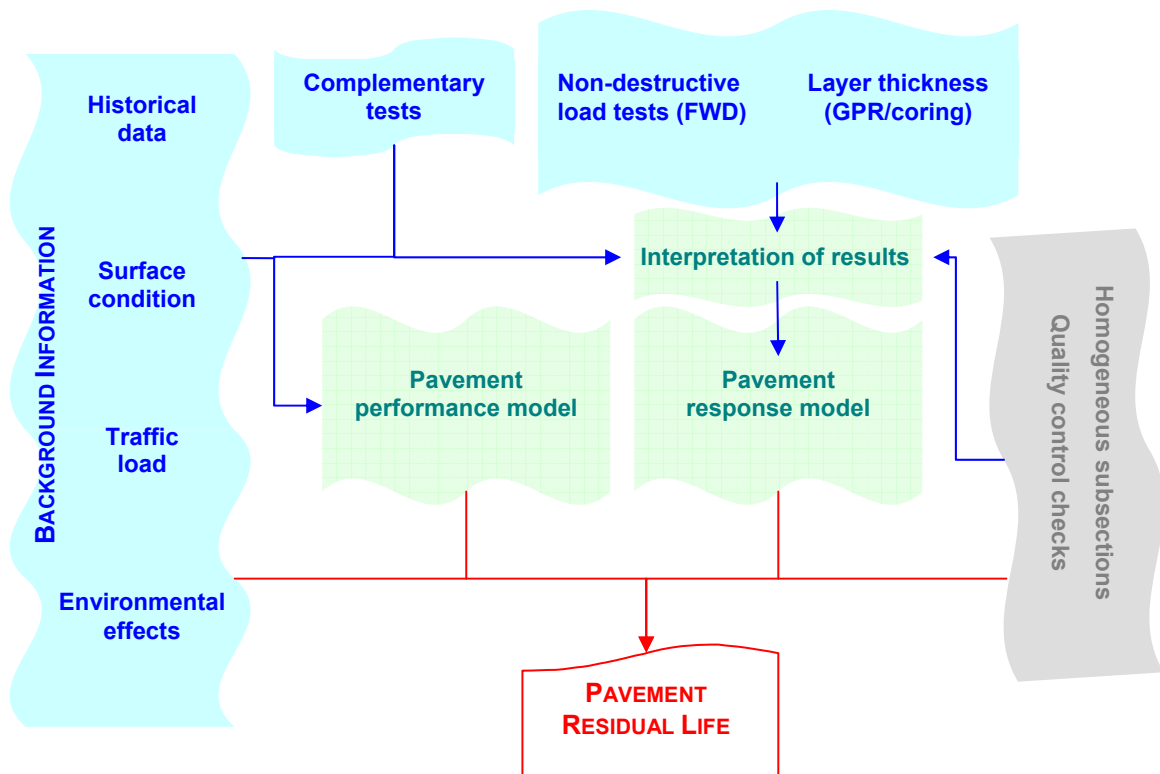 BACKGROUND INFORMATION
Historical
data
Surface
condition
Traffic
load
Environmental
effects
Complementary
tests
Non-destructive
load tests (FWD)
Layer thickness
(GPR/coring)
Interpretation of results
Pavement
performance model
Pavement
response model
Homogeneous subsections
Quality control checks
PAVEMENT
RESIDUAL LIFE